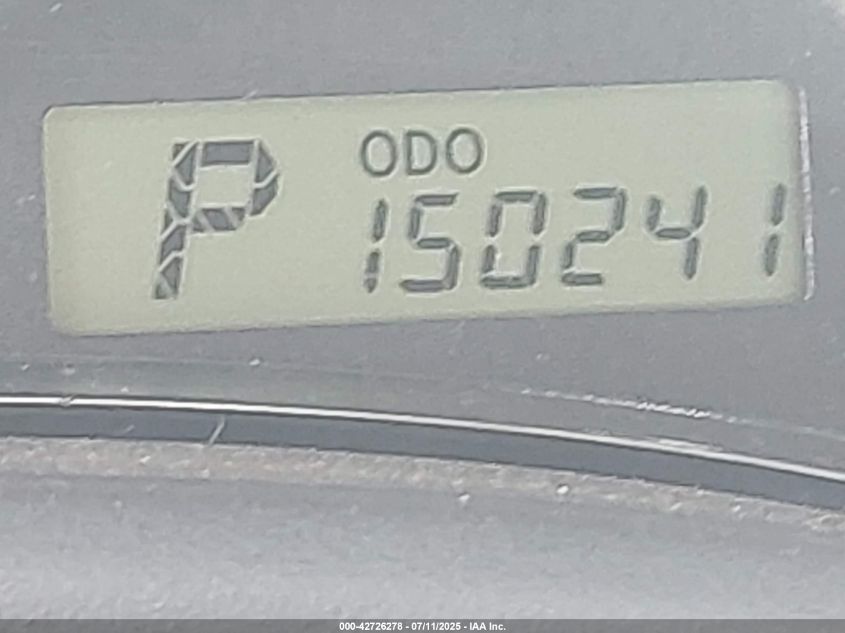 P
ODO
150241
000-42726278 - 07/11/2025 - IAA Inc.